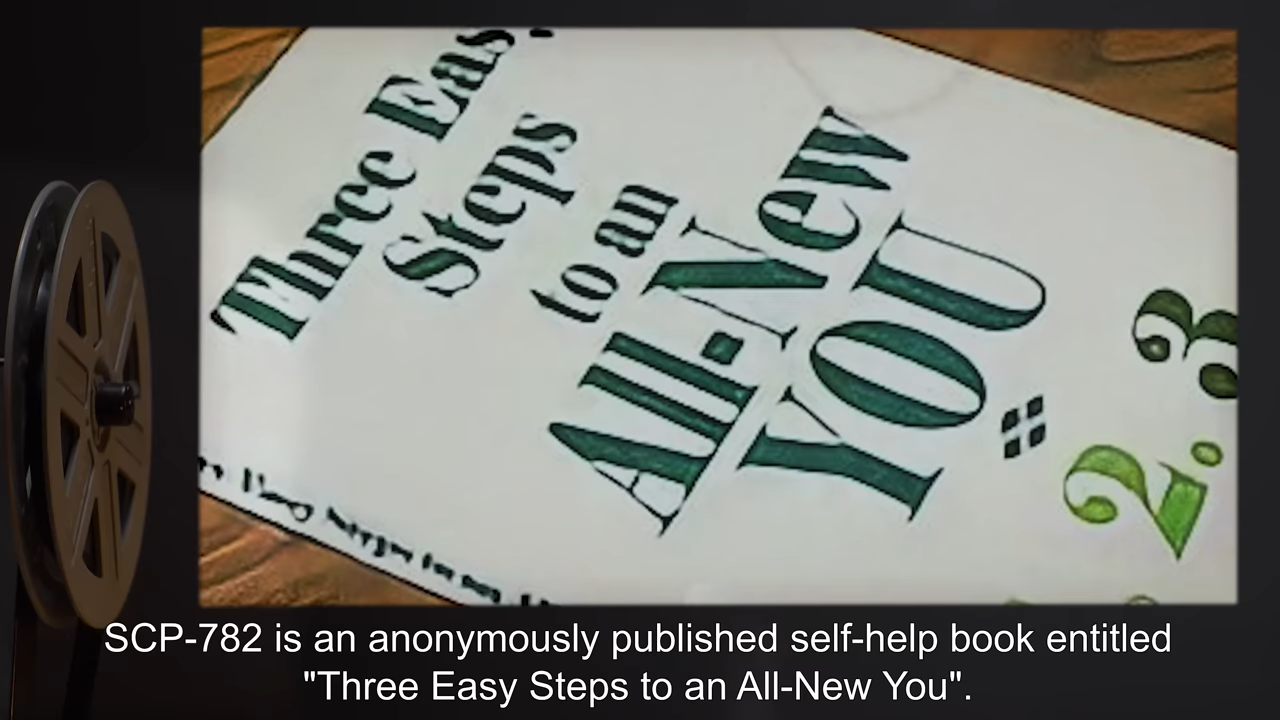 Three Easy
Steps
to an
All-New
YOU
2.
3
SCP-782 is an anonymously published self-help book entitled
"Three Easy Steps to an All-New You".